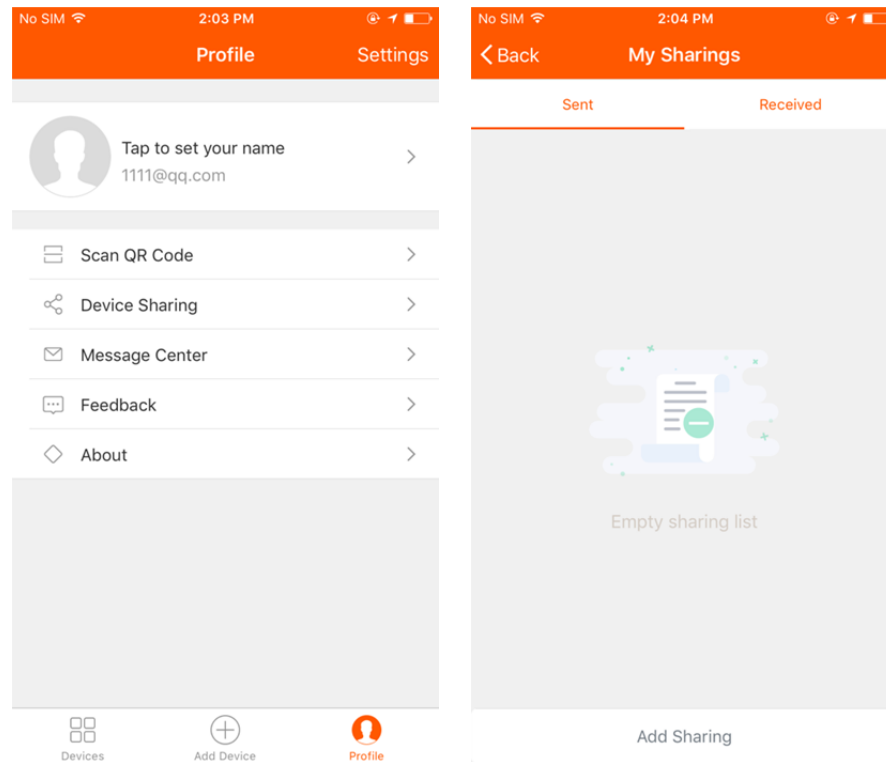 No SIM 2:03 PM
Profile Settings
Tap to set your name
1111@qq.com
Scan QR Code
Device Sharing
Message Center
Feedback
About
Devices Add Device Profile
No SIM 2:04 PM
Back My Sharings
Sent Received
Empty sharing list
Add Sharing